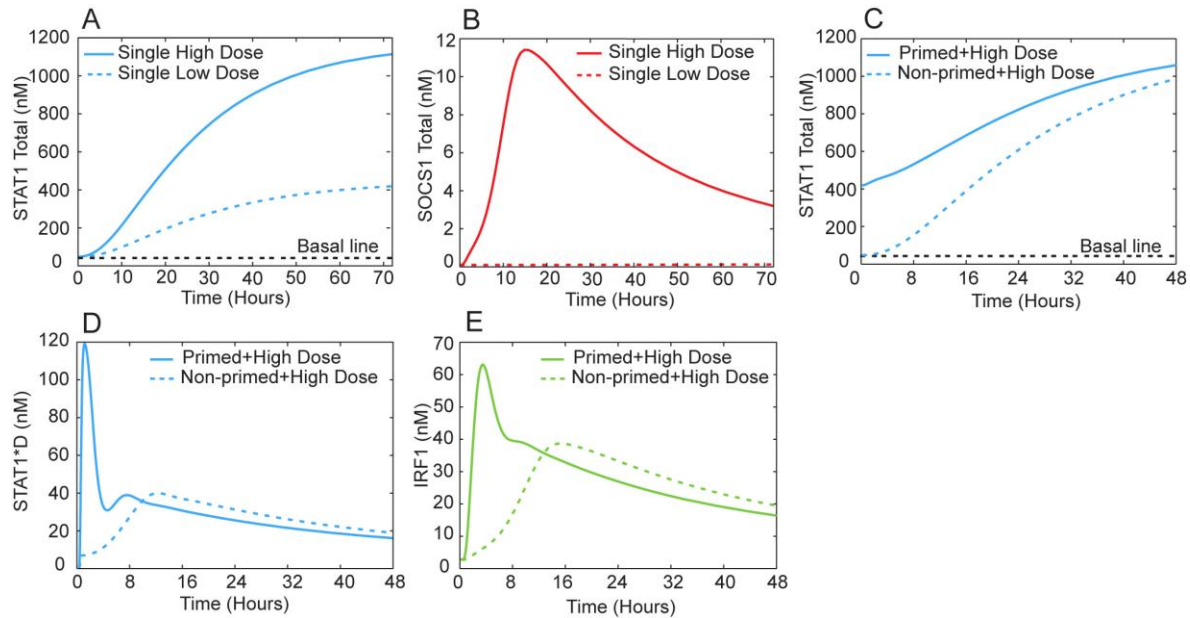 A
STAT1 Total (nM)
1200
1000
800
600
400
200
0
Single High Dose
Single Low Dose
Basal line
0 10 20 30 40 50 60 70
Time (Hours)
B
SOCS1 Total (nM)
12
10
8
6
4
2
0
Single High Dose
Single Low Dose
0 10 20 30 40 50 60 70
Time (Hours)
C
STAT1 Total (nM)
1200
1000
800
600
400
200
0
Primed+High Dose
Non-primed+High Dose
Basal line
0 8 16 24 32 40 48
Time (Hours)
D
STAT1*D (nM)
120
100
80
60
40
20
0
Primed+High Dose
Non-primed+High Dose
0 8 16 24 32 40 48
Time (Hours)
E
IRF1 (nM)
70
60
50
40
30
20
10
0
Primed+High Dose
Non-primed+High Dose
0 8 16 24 32 40 48
Time (Hours)